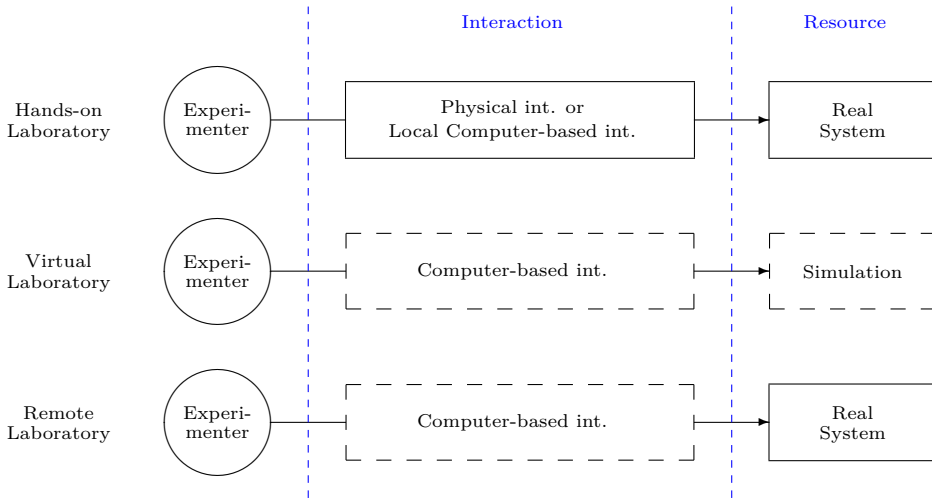 Interaction
Resource
Hands-on
Laboratory
Experi-
menter
Physical int. or
Local Computer-based int.
Real
System
Virtual
Laboratory
Experi-
menter
Computer-based int.
Simulation
Remote
Laboratory
Experi-
menter
Computer-based int.
Real
System